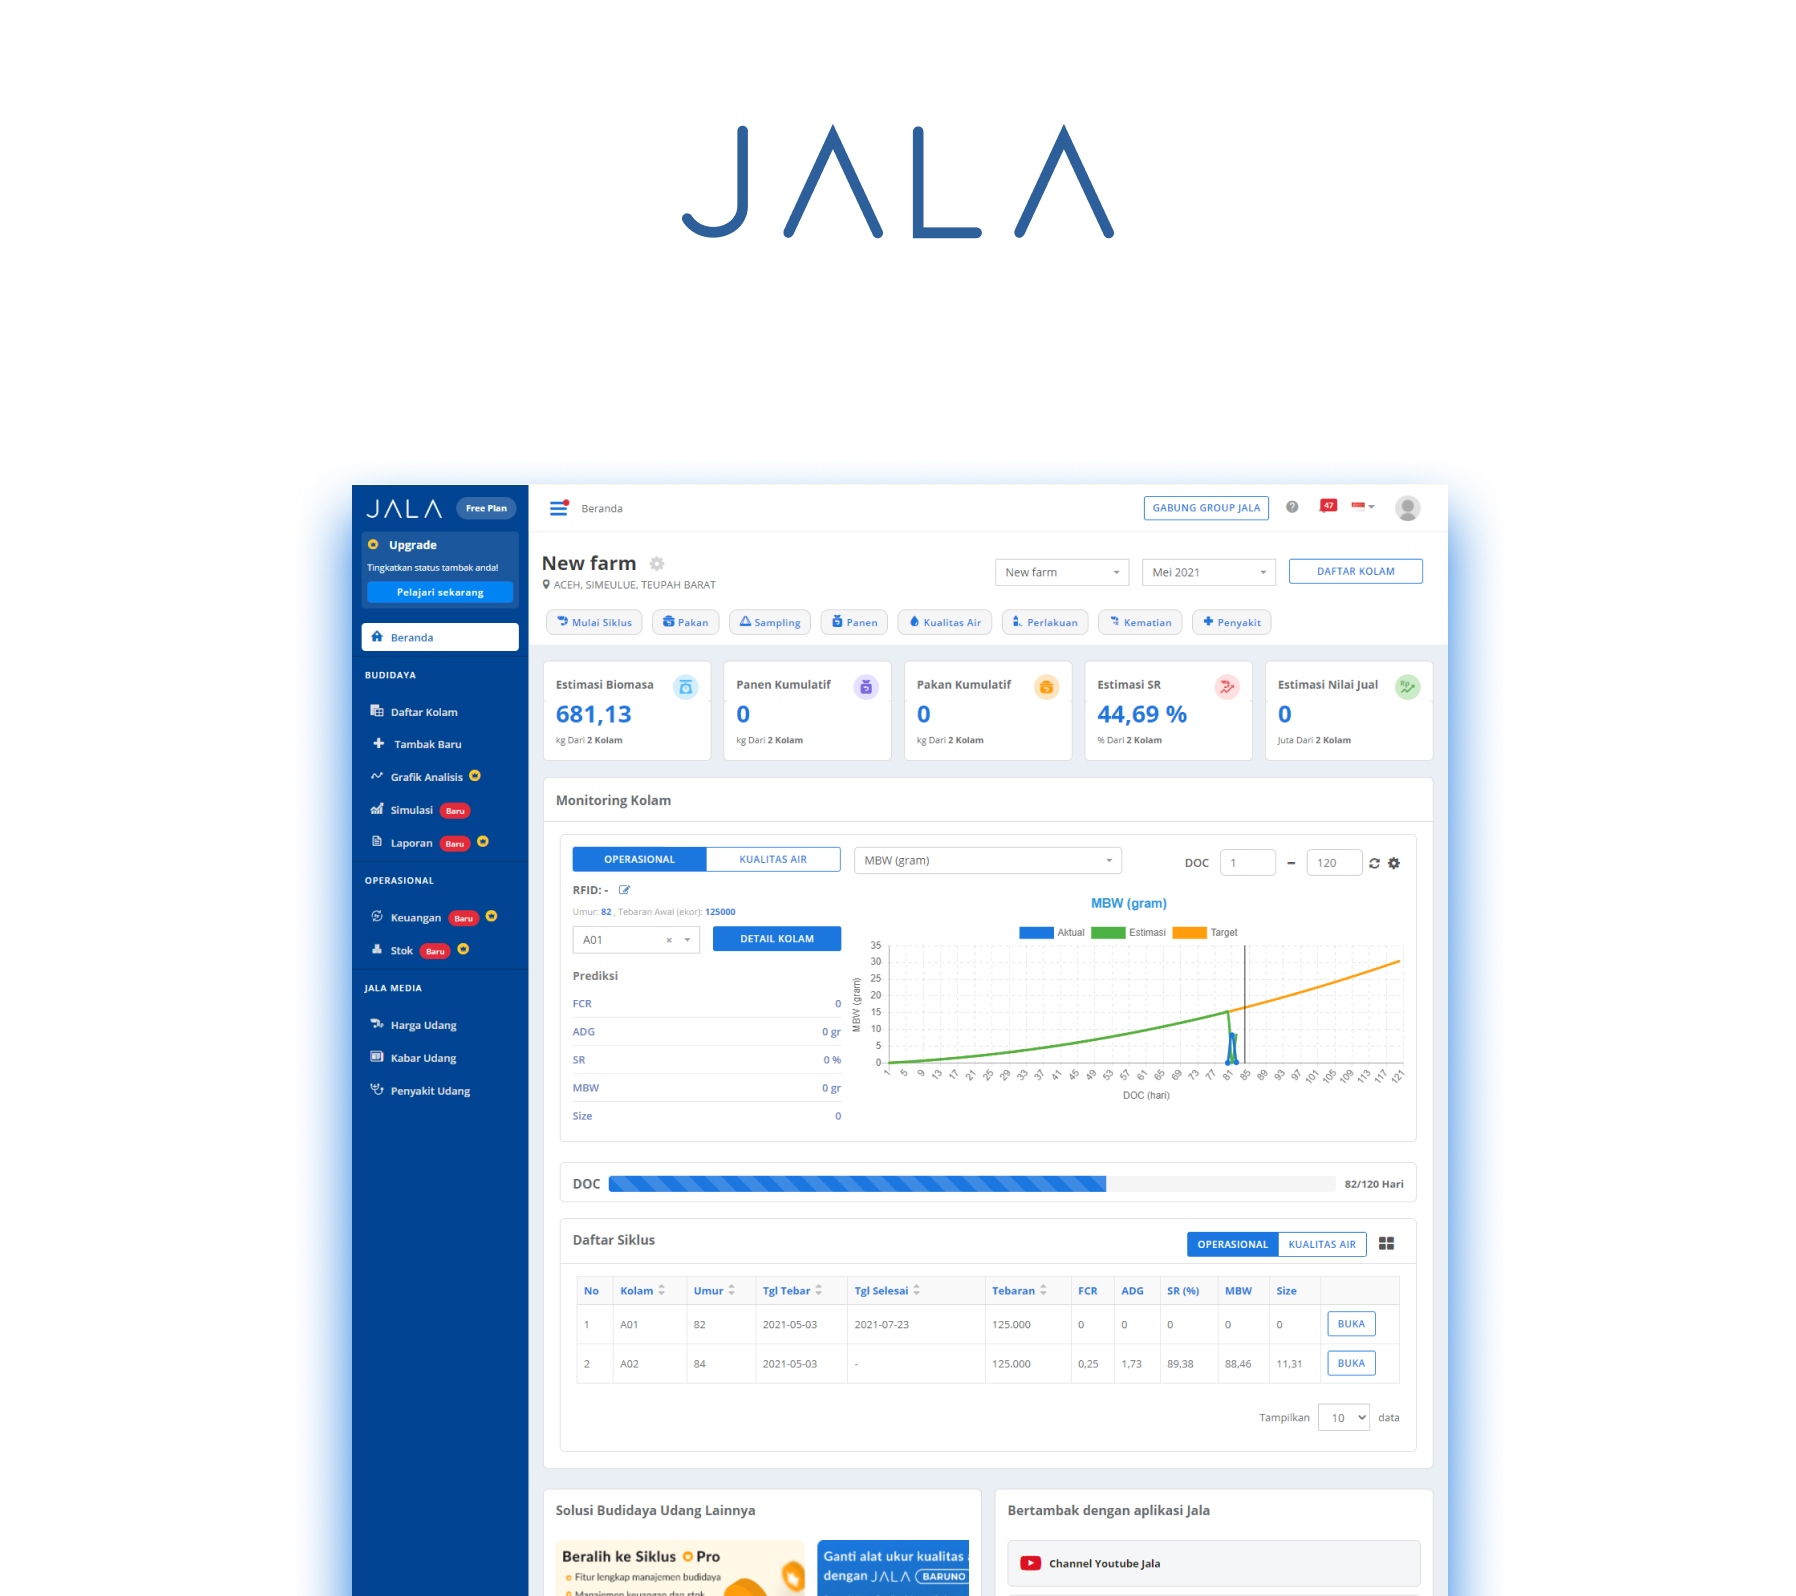 JALA
JALA Free Plan
Upgrade
Tingkatkan status tambak anda!
Pelajari sekarang
Beranda
BUDIDAYA
Daftar Kolam
Tambak Baru
Grafik Analisis
Simulasi Baru
Laporan Baru
OPERASIONAL
Keuangan Baru
Stok Baru
JALA MEDIA
Harga Udang
Kabar Udang
Penyakit Udang
Beranda
GABUNG GROUP JALA 47
New farm
ACEH, SIMEULUE, TEUPAH BARAT
New farm Mei 2021 DAFTAR KOLAM
Mulai Siklus Pakan Sampling Panen Kualitas Air Perlakuan Kematian Penyakit
Estimasi Biomasa
681,13
kg Dari 2 Kolam
Panen Kumulatif
0
kg Dari 2 Kolam
Pakan Kumulatif
0
kg Dari 2 Kolam
Estimasi SR
44,69 %
% Dari 2 Kolam
Estimasi Nilai Jual
Rp
0
Juta Dari 2 Kolam
Monitoring Kolam
OPERASIONAL KUALITAS AIR
RFID: -
Umur: 82 , Tebaran Awal (ekor): 125000
A01 × DETAIL KOLAM
Prediksi
FCR 0
ADG 0 gr
SR 0 %
MBW 0 gr
Size 0
MBW (gram) DOC 1 – 120
MBW (gram)
Aktual Estimasi Target
MBW (gram)
35
30
25
20
15
10
5
0
1 5 9 13 17 21 25 29 33 37 41 45 49 53 57 61 65 69 73 77 81 85 89 93 97 101 105 109 113 117 121
DOC (hari)
DOC 82/120 Hari
Daftar Siklus OPERASIONAL KUALITAS AIR
No Kolam Umur Tgl Tebar Tgl Selesai Tebaran FCR ADG SR (%) MBW Size
1 A01 82 2021-05-03 2021-07-23 125.000 0 0 0 0 0 BUKA
2 A02 84 2021-05-03 - 125.000 0,25 1,73 89,38 88,46 11,31 BUKA
Tampilkan 10 data
Solusi Budidaya Udang Lainnya
Beralih ke Siklus Pro
Fitur lengkap manajemen budidaya
Manajemen keuangan dan stok
Ganti alat ukur kualitas
dengan JALA BARUNO
Bertambak dengan aplikasi Jala
Channel Youtube Jala